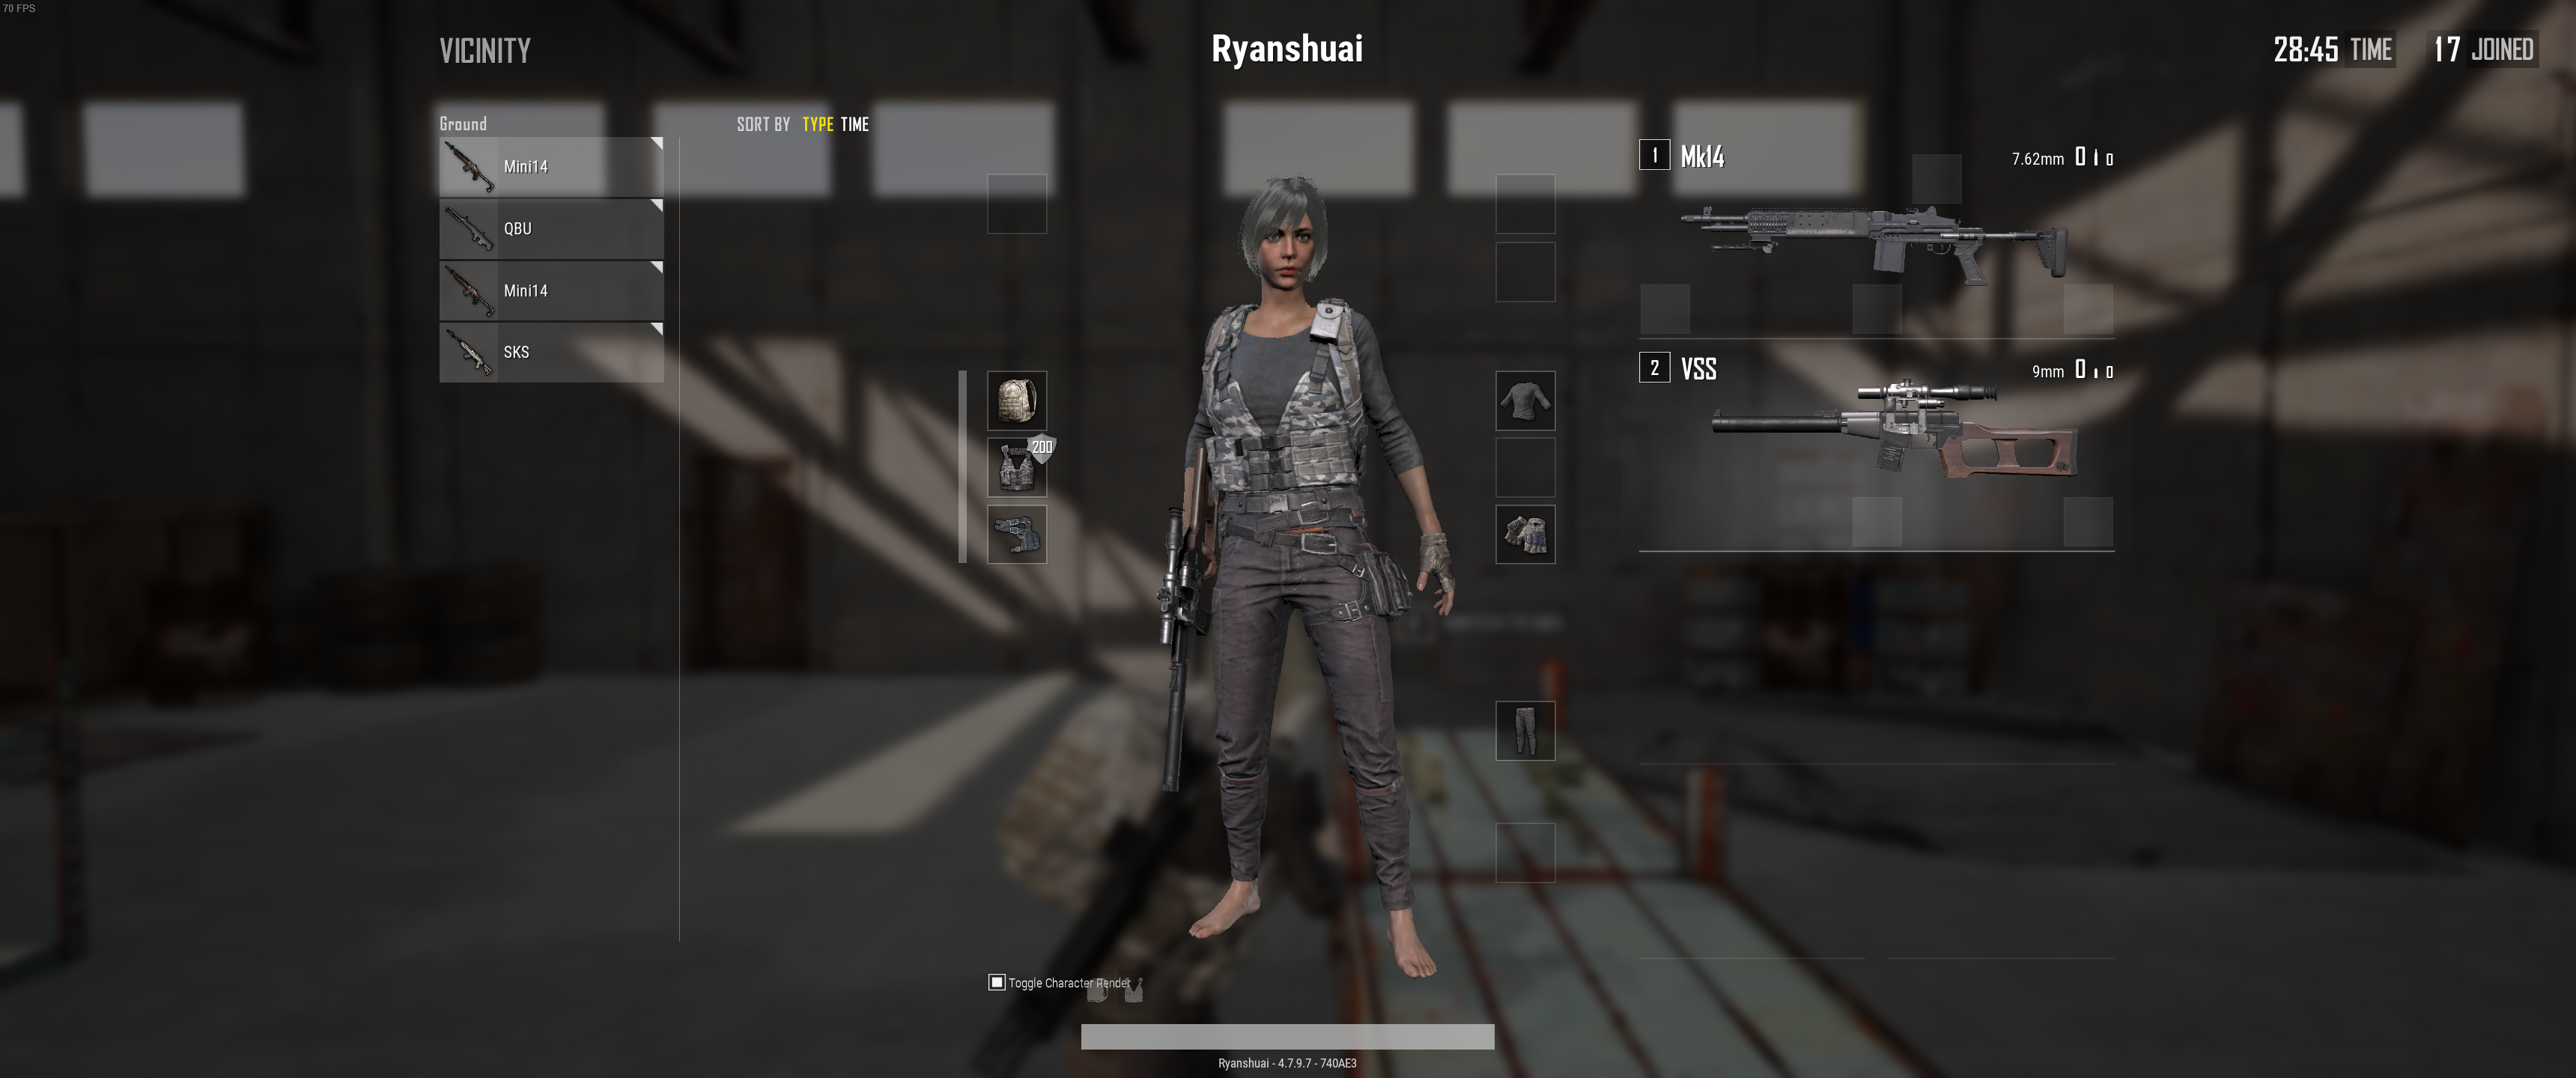 70 FPS
VICINITY
Ryanshuai
28:45 TIME 17 JOINED
Ground
SORT BY TYPE TIME
Mini14
QBU
Mini14
SKS
200
1 Mk14 7.62mm 0 | 0
2 VSS 9mm 0 | 0
Toggle Character Render
Ryanshuai - 4.7.9.7 - 740AE3